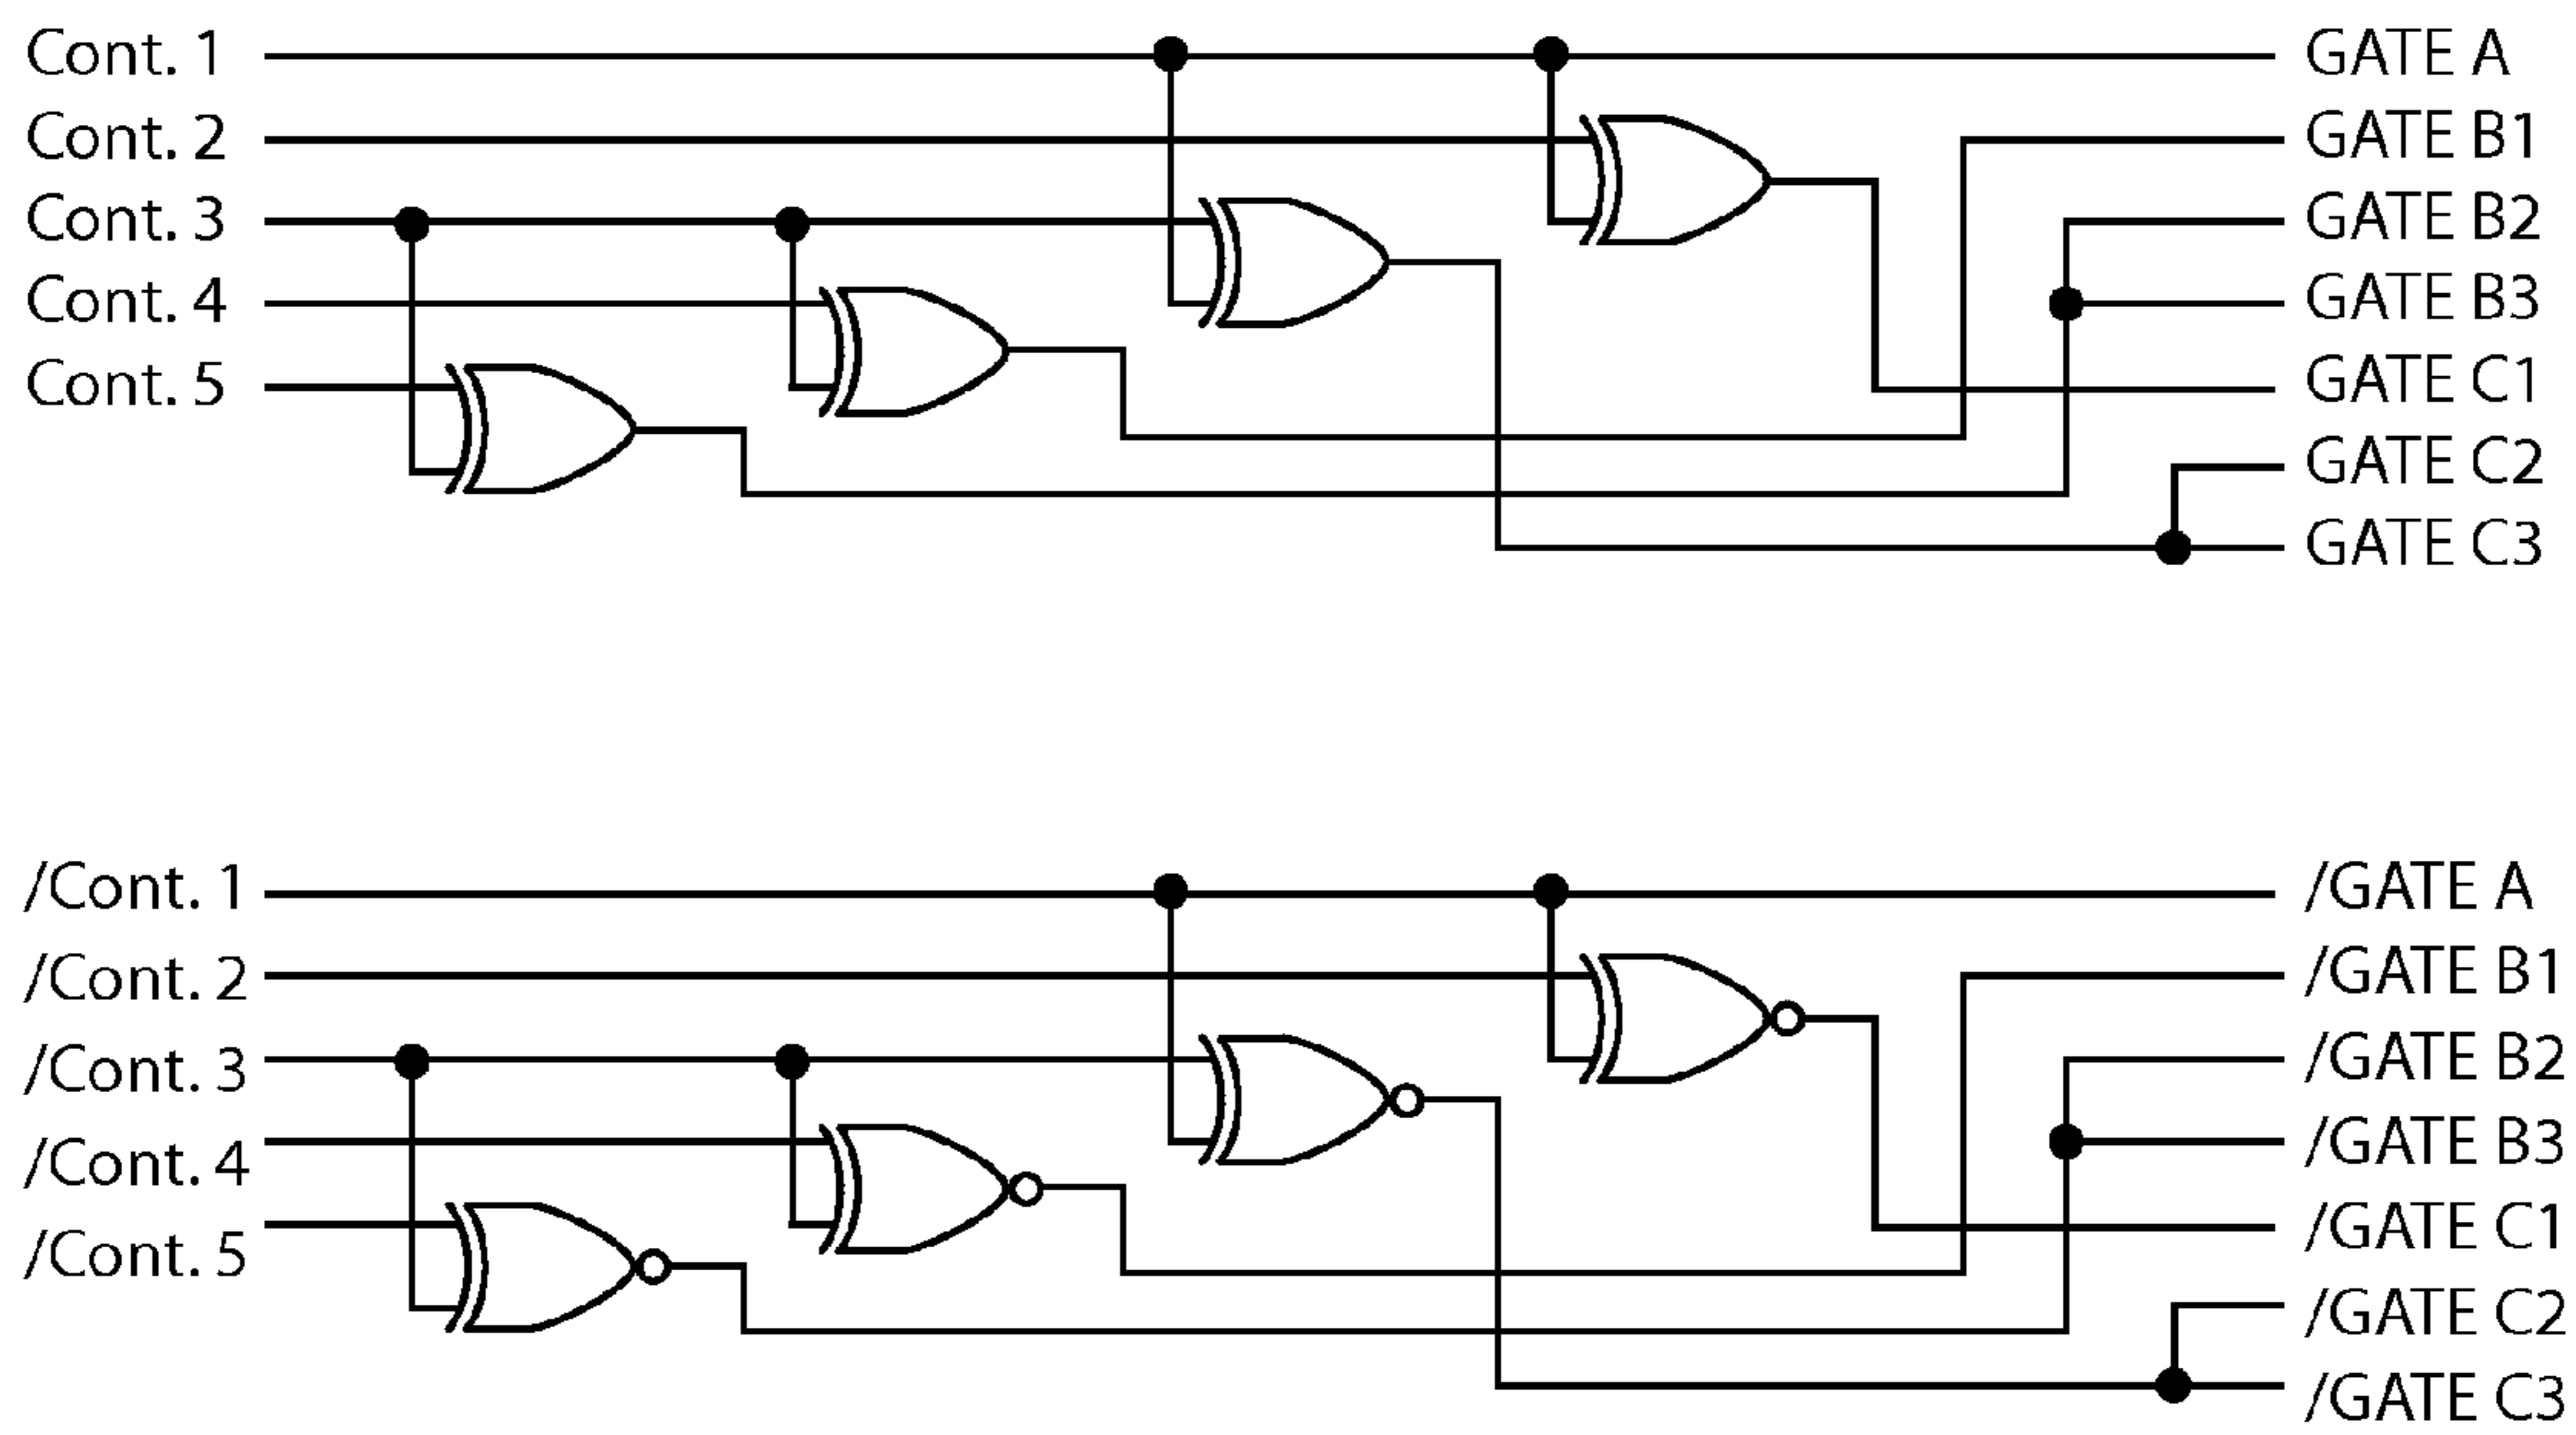 Cont. 1
GATE A
Cont. 2
GATE B1
Cont. 3
GATE B2
Cont. 4
GATE B3
Cont. 5
GATE C1
GATE C2
GATE C3
/Cont. 1
/GATE A
/Cont. 2
/GATE B1
/Cont. 3
/GATE B2
/Cont. 4
/GATE B3
/Cont. 5
/GATE C1
/GATE C2
/GATE C3